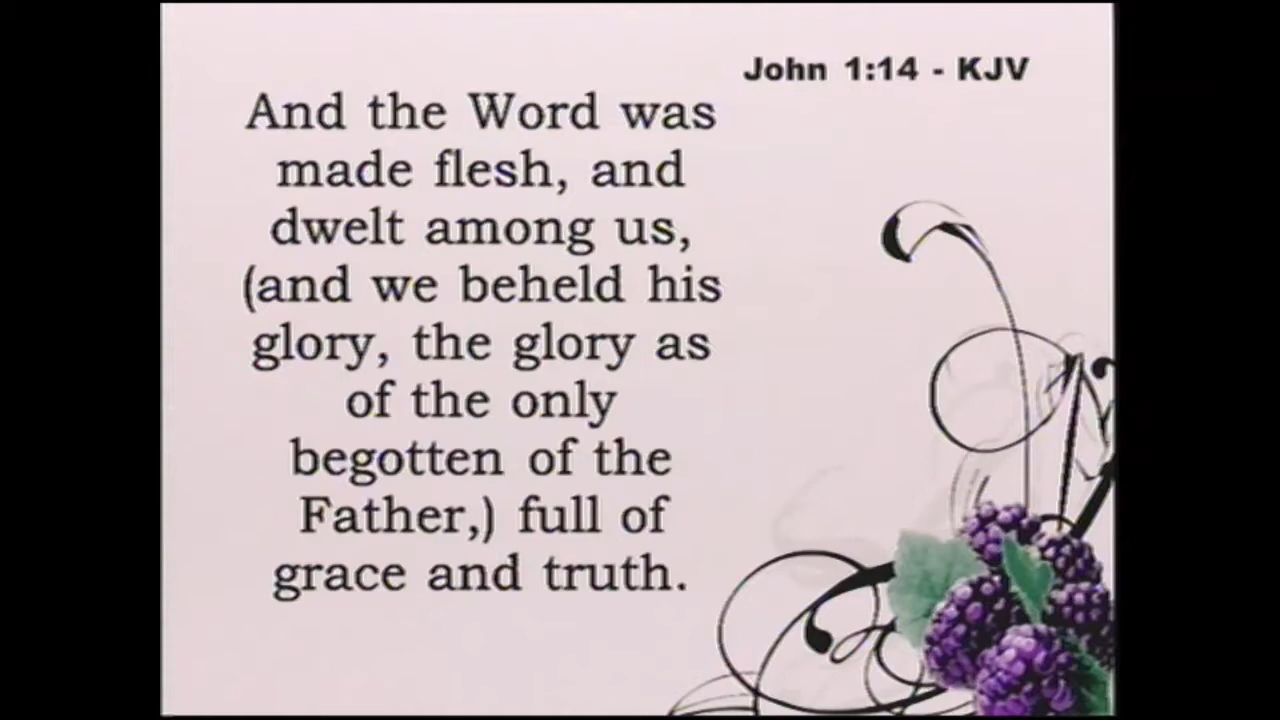 John 1:14 - KJV
And the Word was
made flesh, and
dwelt among us,
(and we beheld his
glory, the glory as
of the only
begotten of the
Father,) full of
grace and truth.